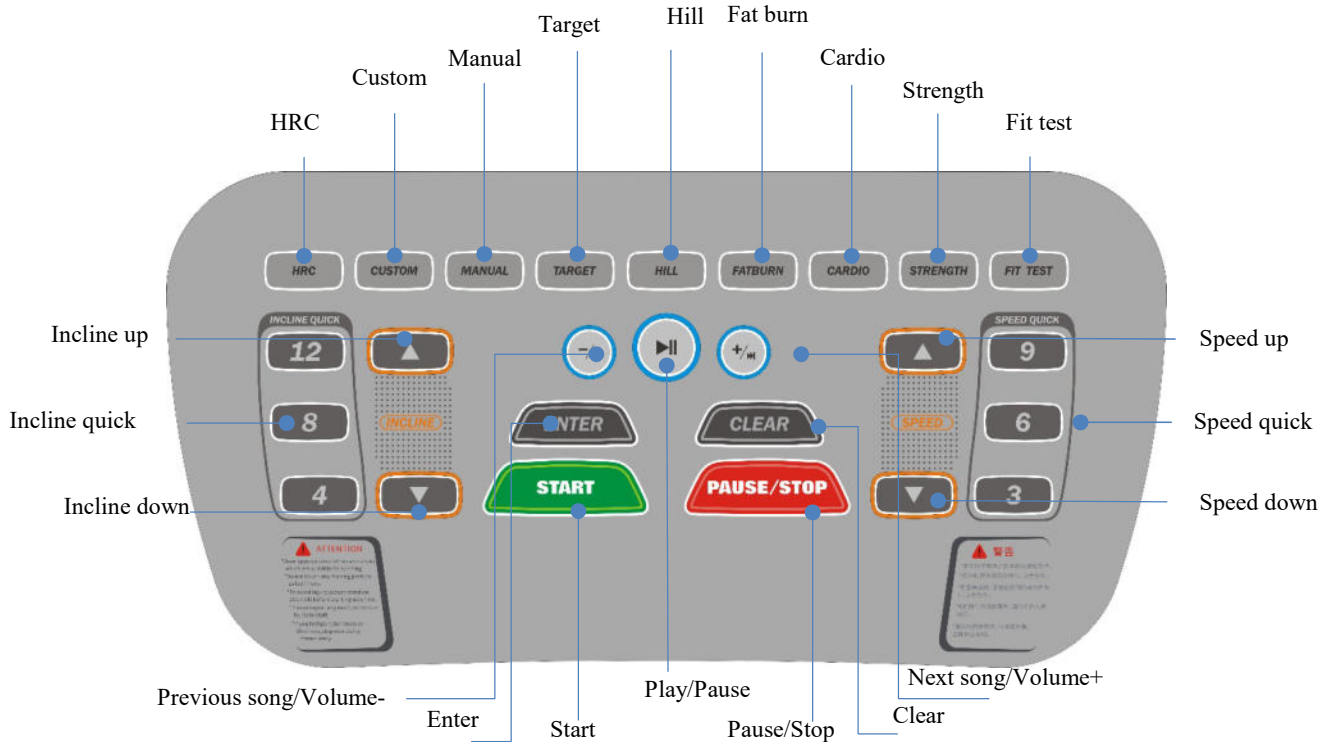 Hill
Fat burn
Target
Manual
Cardio
Custom
Strength
HRC
Fit test
HRC
CUSTOM
MANUAL
TARGET
HILL
FATBURN
CARDIO
STRENGTH
FIT TEST
INCLINE QUICK
SPEED QUICK
Incline up
12
9
Speed up
Incline quick
8
INCLINE
ENTER
CLEAR
SPEED
6
Speed quick
Incline down
4
START
PAUSE/STOP
3
Speed down
ATTENTION
警告
Previous song/Volume-
Play/Pause
Next song/Volume+
Enter
Start
Pause/Stop
Clear